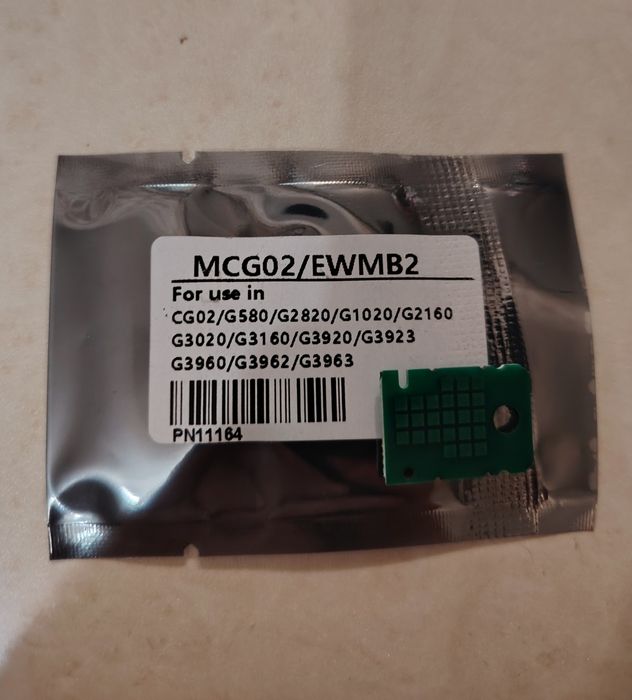 MCG02/EWMB2
For use in
CG02/G580/G2820/G1020/G2160
G3020/G3160/G3920/G3923
G3960/G3962/G3963
PN11164